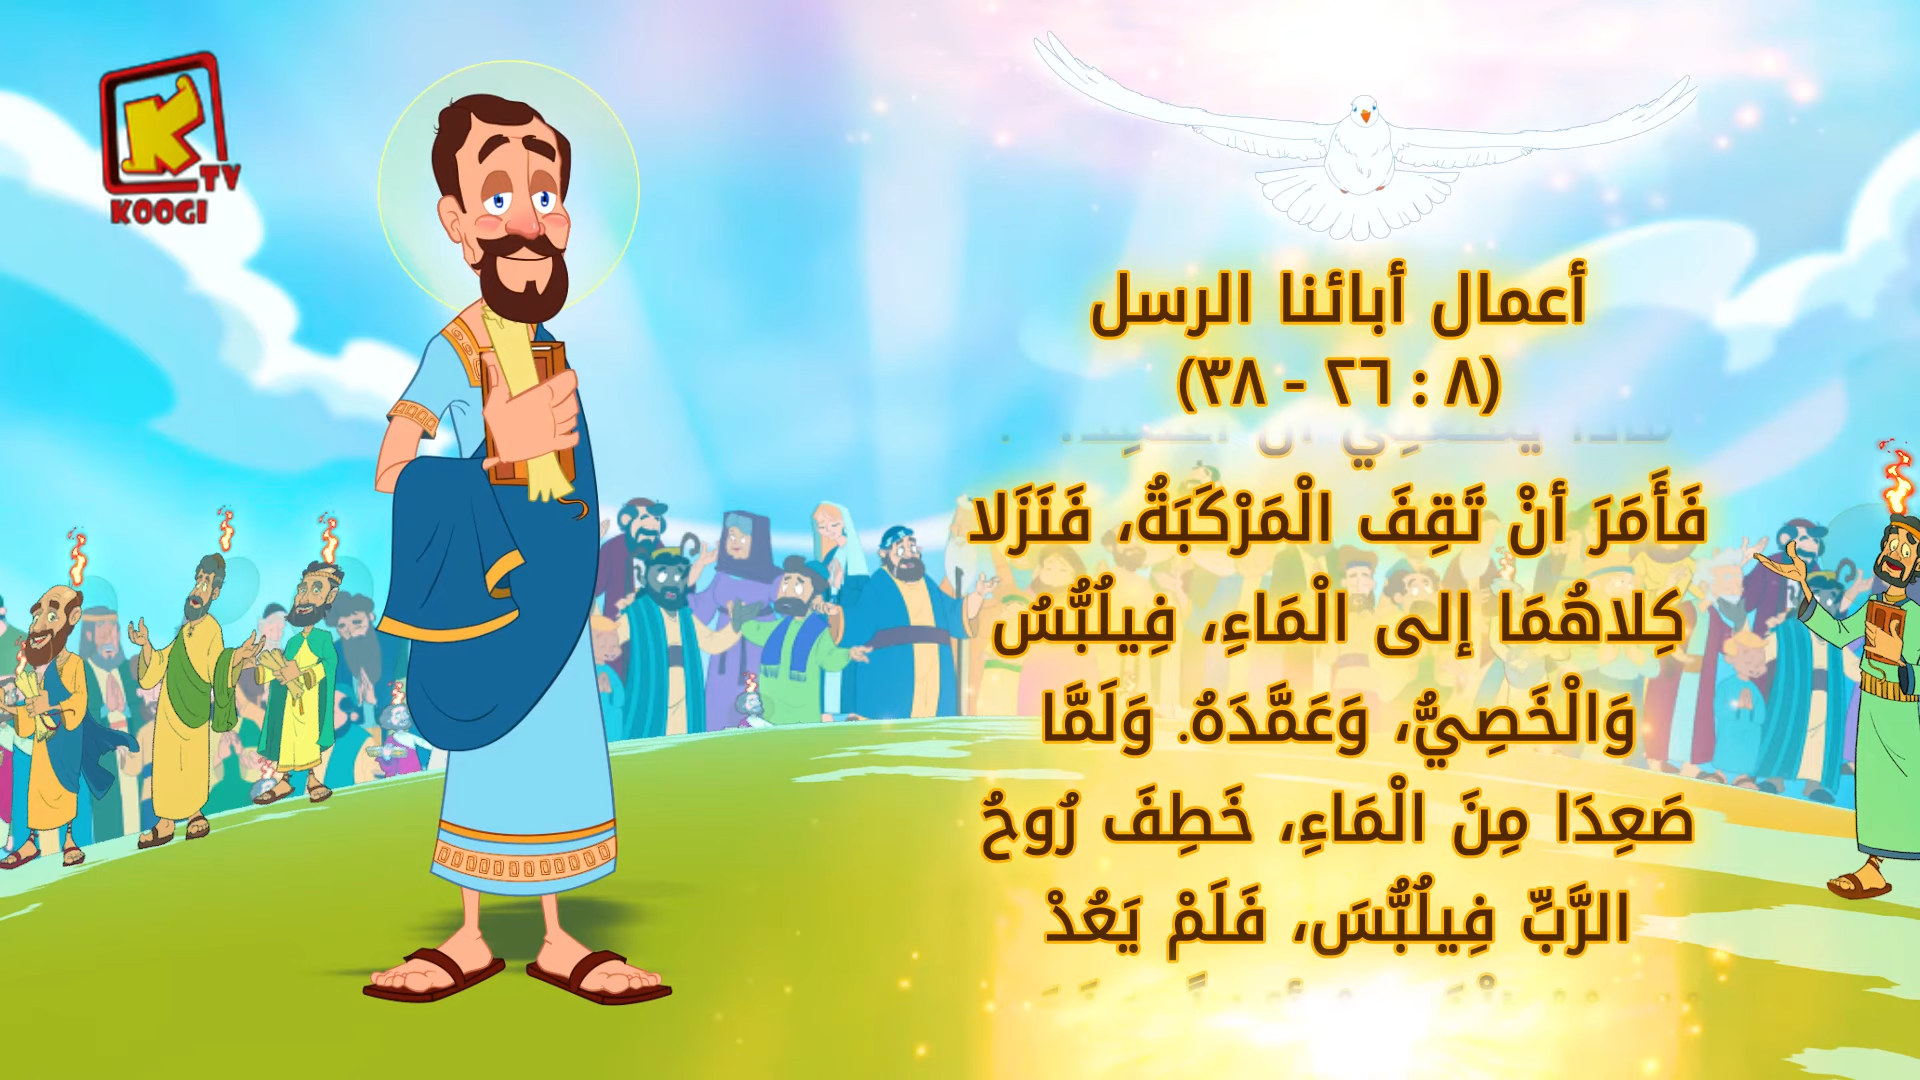 K
TV
KOOGI
أعمال أبائنا الرسل
(٨ : ٢٦ - ٣٨)
فَأَمَرَ أنْ تَقِفَ الْمَرْكَبَةُ، فَنَزَلا
كِلاهُمَا إلى الْمَاءِ، فِيلُبُّسُ
وَالْخَصِيُّ، وَعَمَّدَهُ. وَلَمَّا
صَعِدَا مِنَ الْمَاءِ، خَطِفَ رُوحُ
الرَّبِّ فِيلُبُّسَ، فَلَمْ يَعُدْ